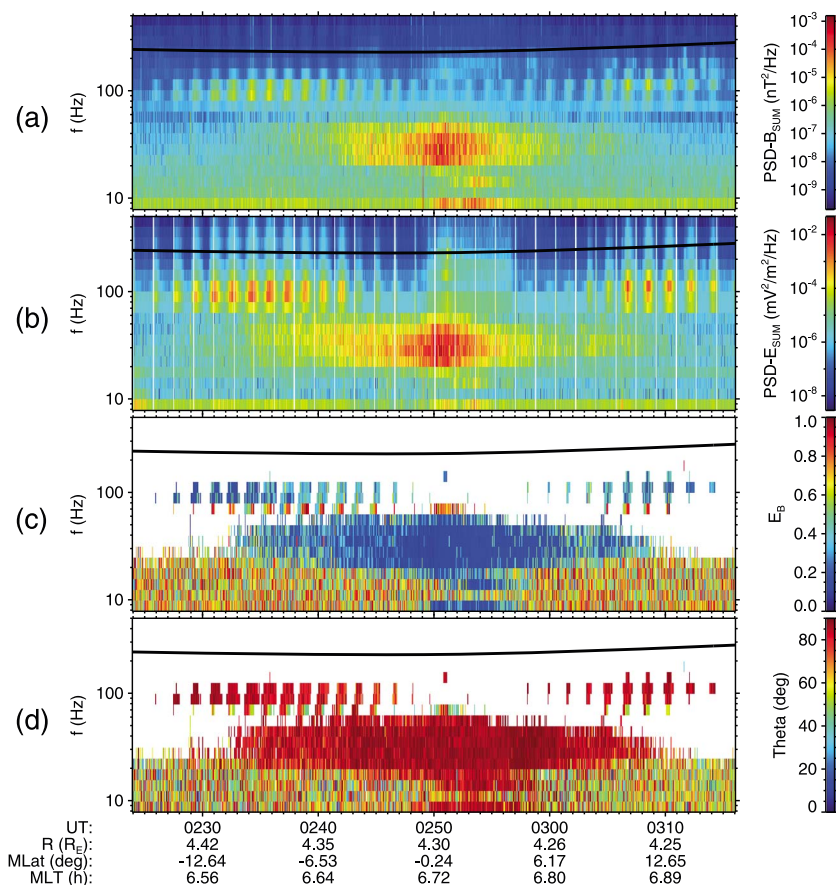 (a)
f (Hz)
100
10
10⁻³
10⁻⁴
10⁻⁵
10⁻⁶
10⁻⁷
10⁻⁸
10⁻⁹
PSD-B_SUM (nT²/Hz)
(b)
f (Hz)
100
10
10⁻²
10⁻⁴
10⁻⁶
10⁻⁸
PSD-E_SUM (mV²/m²/Hz)
(c)
f (Hz)
100
10
1.0
0.8
0.6
0.4
0.2
0.0
E_B
(d)
f (Hz)
100
10
80
60
40
20
0
Theta (deg)
UT: 0230 0240 0250 0300 0310
R (R_E) 4.42 4.35 4.30 4.26 4.25
MLat (deg) -12.64 -6.53 -0.24 6.17 12.65
MLT (h) 6.56 6.64 6.72 6.80 6.89